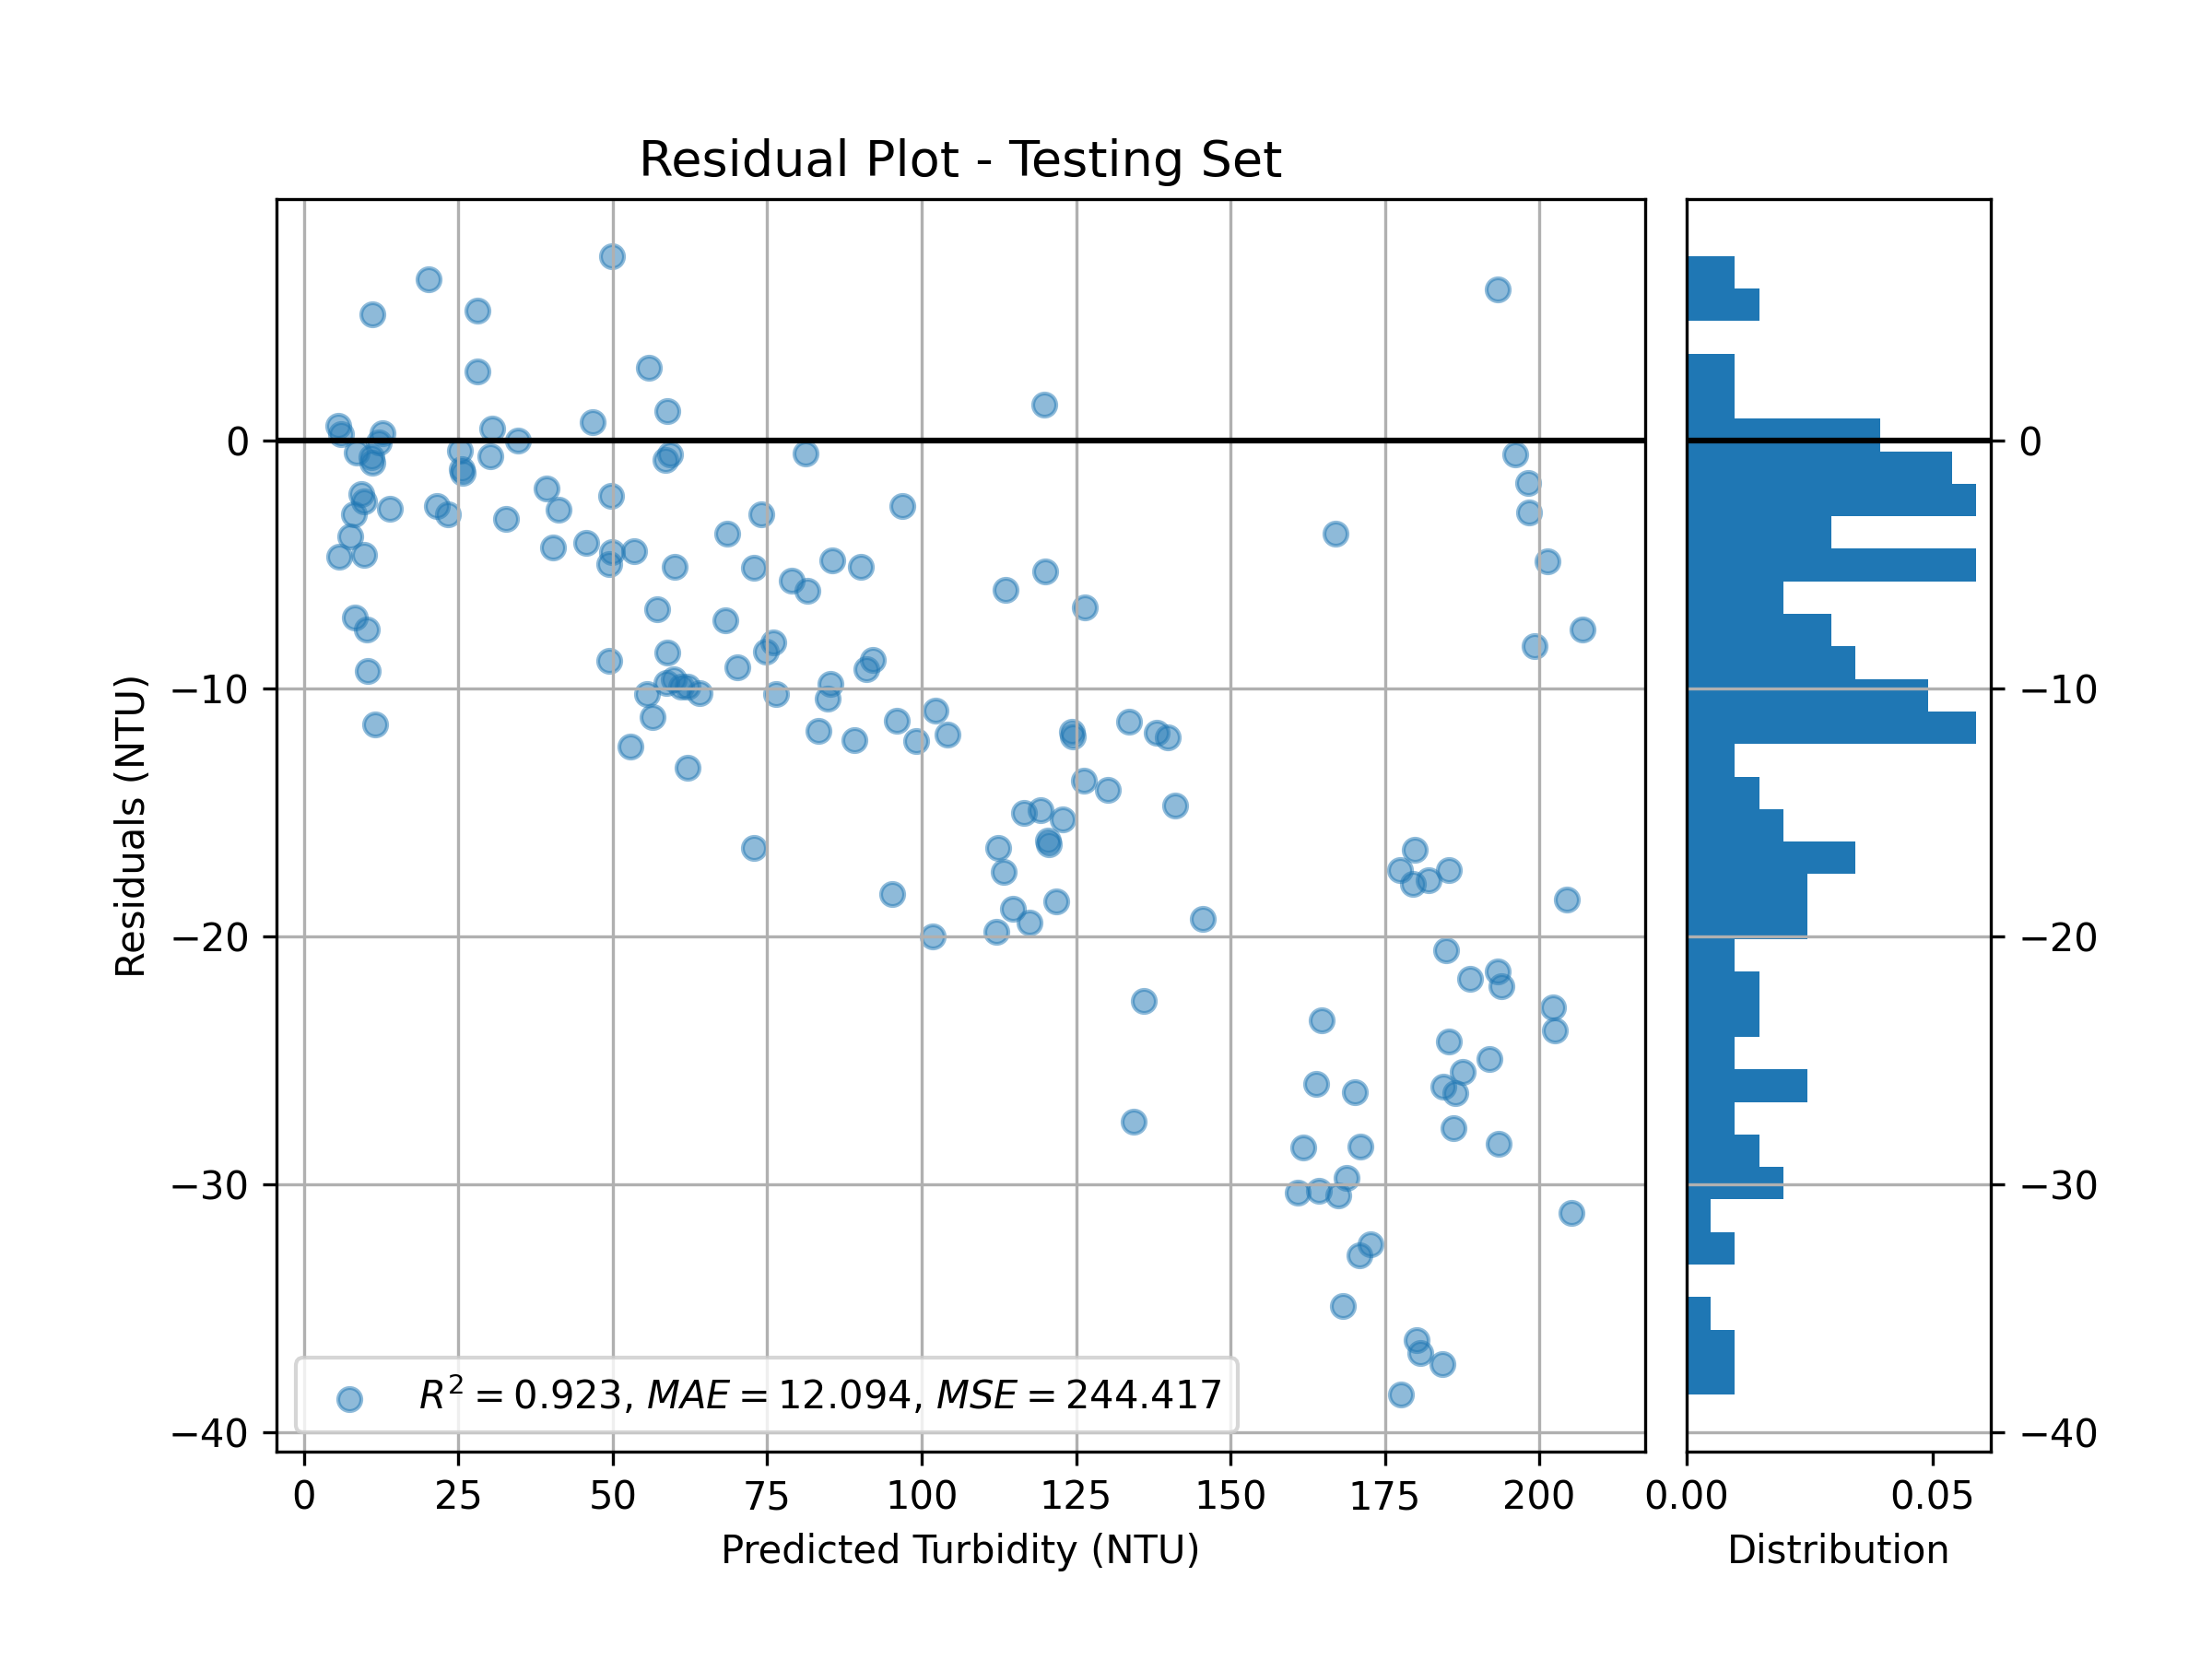 Residual Plot - Testing Set
Residuals (NTU)
0
−10
−20
−30
−40
R² = 0.923, MAE = 12.094, MSE = 244.417
0 25 50 75 100 125 150 175 200
Predicted Turbidity (NTU)
0
−10
−20
−30
−40
0.00 0.05
Distribution